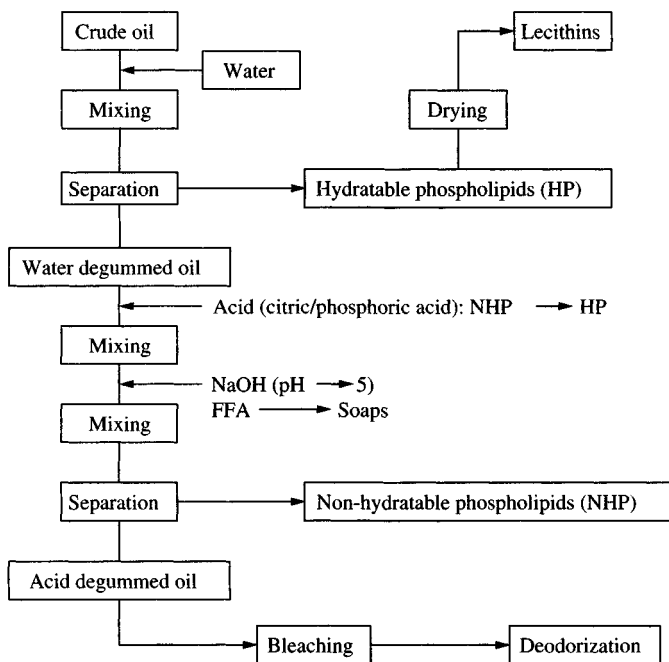 Crude oil
Lecithins
Water
Mixing
Drying
Separation
Hydratable phospholipids (HP)
Water degummed oil
Acid (citric/phosphoric acid): NHP → HP
Mixing
NaOH (pH → 5)
FFA → Soaps
Mixing
Separation
Non-hydratable phospholipids (NHP)
Acid degummed oil
Bleaching
Deodorization